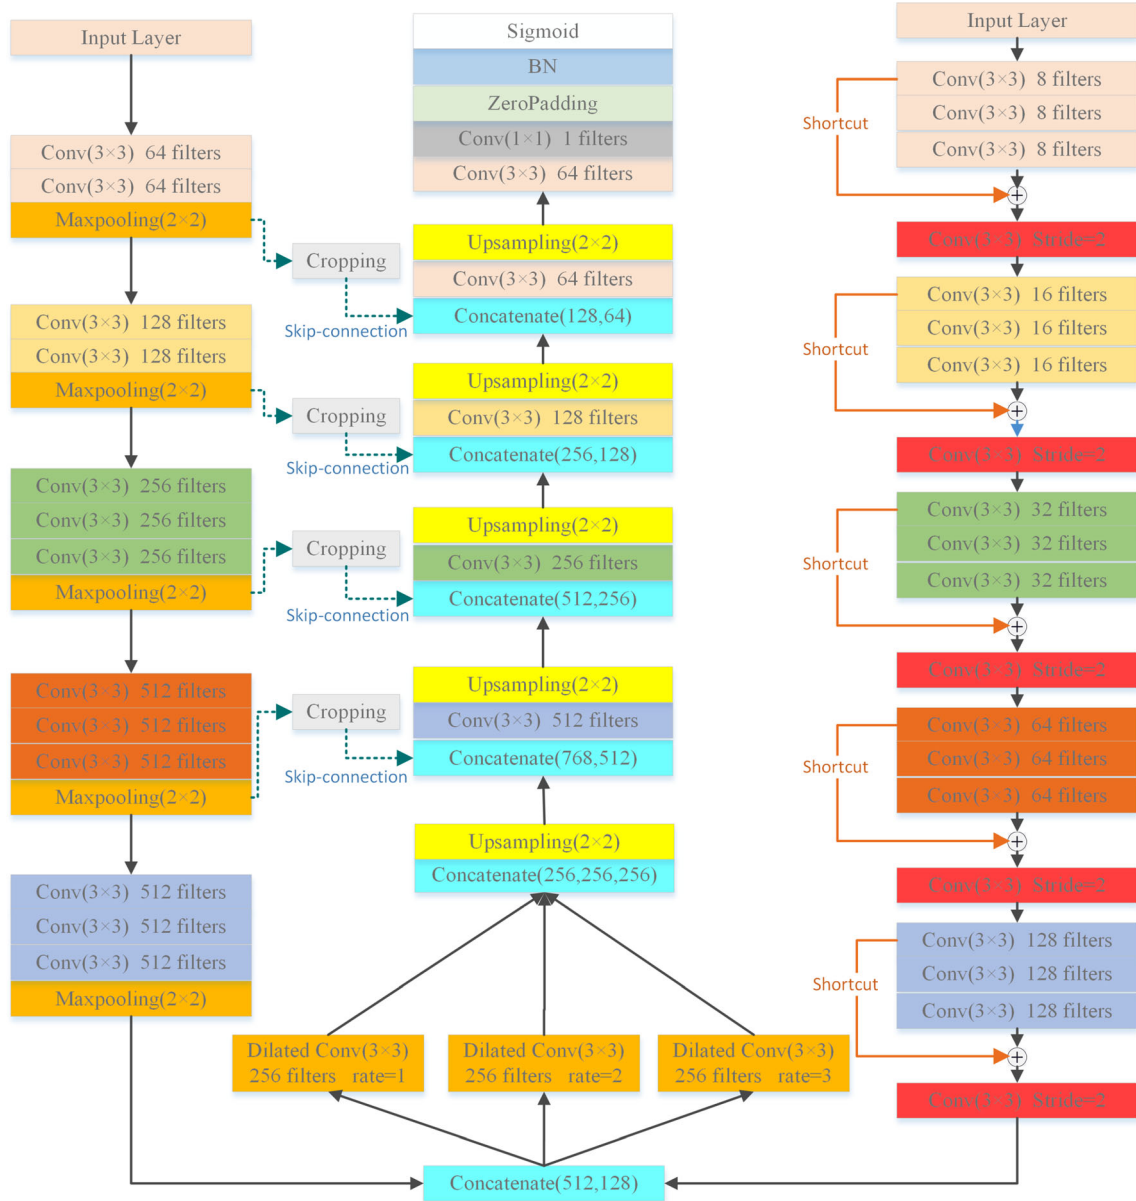 Input Layer
Conv(3×3) 64 filters
Conv(3×3) 64 filters
Maxpooling(2×2)
Conv(3×3) 128 filters
Conv(3×3) 128 filters
Maxpooling(2×2)
Conv(3×3) 256 filters
Conv(3×3) 256 filters
Conv(3×3) 256 filters
Maxpooling(2×2)
Conv(3×3) 512 filters
Conv(3×3) 512 filters
Conv(3×3) 512 filters
Maxpooling(2×2)
Conv(3×3) 512 filters
Conv(3×3) 512 filters
Conv(3×3) 512 filters
Maxpooling(2×2)
Cropping
Skip-connection
Cropping
Skip-connection
Cropping
Skip-connection
Cropping
Skip-connection
Sigmoid
BN
ZeroPadding
Conv(1×1) 1 filters
Conv(3×3) 64 filters
Upsampling(2×2)
Conv(3×3) 64 filters
Concatenate(128,64)
Upsampling(2×2)
Conv(3×3) 128 filters
Concatenate(256,128)
Upsampling(2×2)
Conv(3×3) 256 filters
Concatenate(512,256)
Upsampling(2×2)
Conv(3×3) 512 filters
Concatenate(768,512)
Upsampling(2×2)
Concatenate(256,256,256)
Dilated Conv(3×3)
256 filters rate=1
Dilated Conv(3×3)
256 filters rate=2
Dilated Conv(3×3)
256 filters rate=3
Concatenate(512,128)
Input Layer
Conv(3×3) 8 filters
Conv(3×3) 8 filters
Conv(3×3) 8 filters
Shortcut
Conv(3×3) Stride=2
Conv(3×3) 16 filters
Conv(3×3) 16 filters
Conv(3×3) 16 filters
Shortcut
Conv(3×3) Stride=2
Conv(3×3) 32 filters
Conv(3×3) 32 filters
Conv(3×3) 32 filters
Shortcut
Conv(3×3) Stride=2
Conv(3×3) 64 filters
Conv(3×3) 64 filters
Conv(3×3) 64 filters
Shortcut
Conv(3×3) Stride=2
Conv(3×3) 128 filters
Conv(3×3) 128 filters
Conv(3×3) 128 filters
Shortcut
Conv(3×3) Stride=2